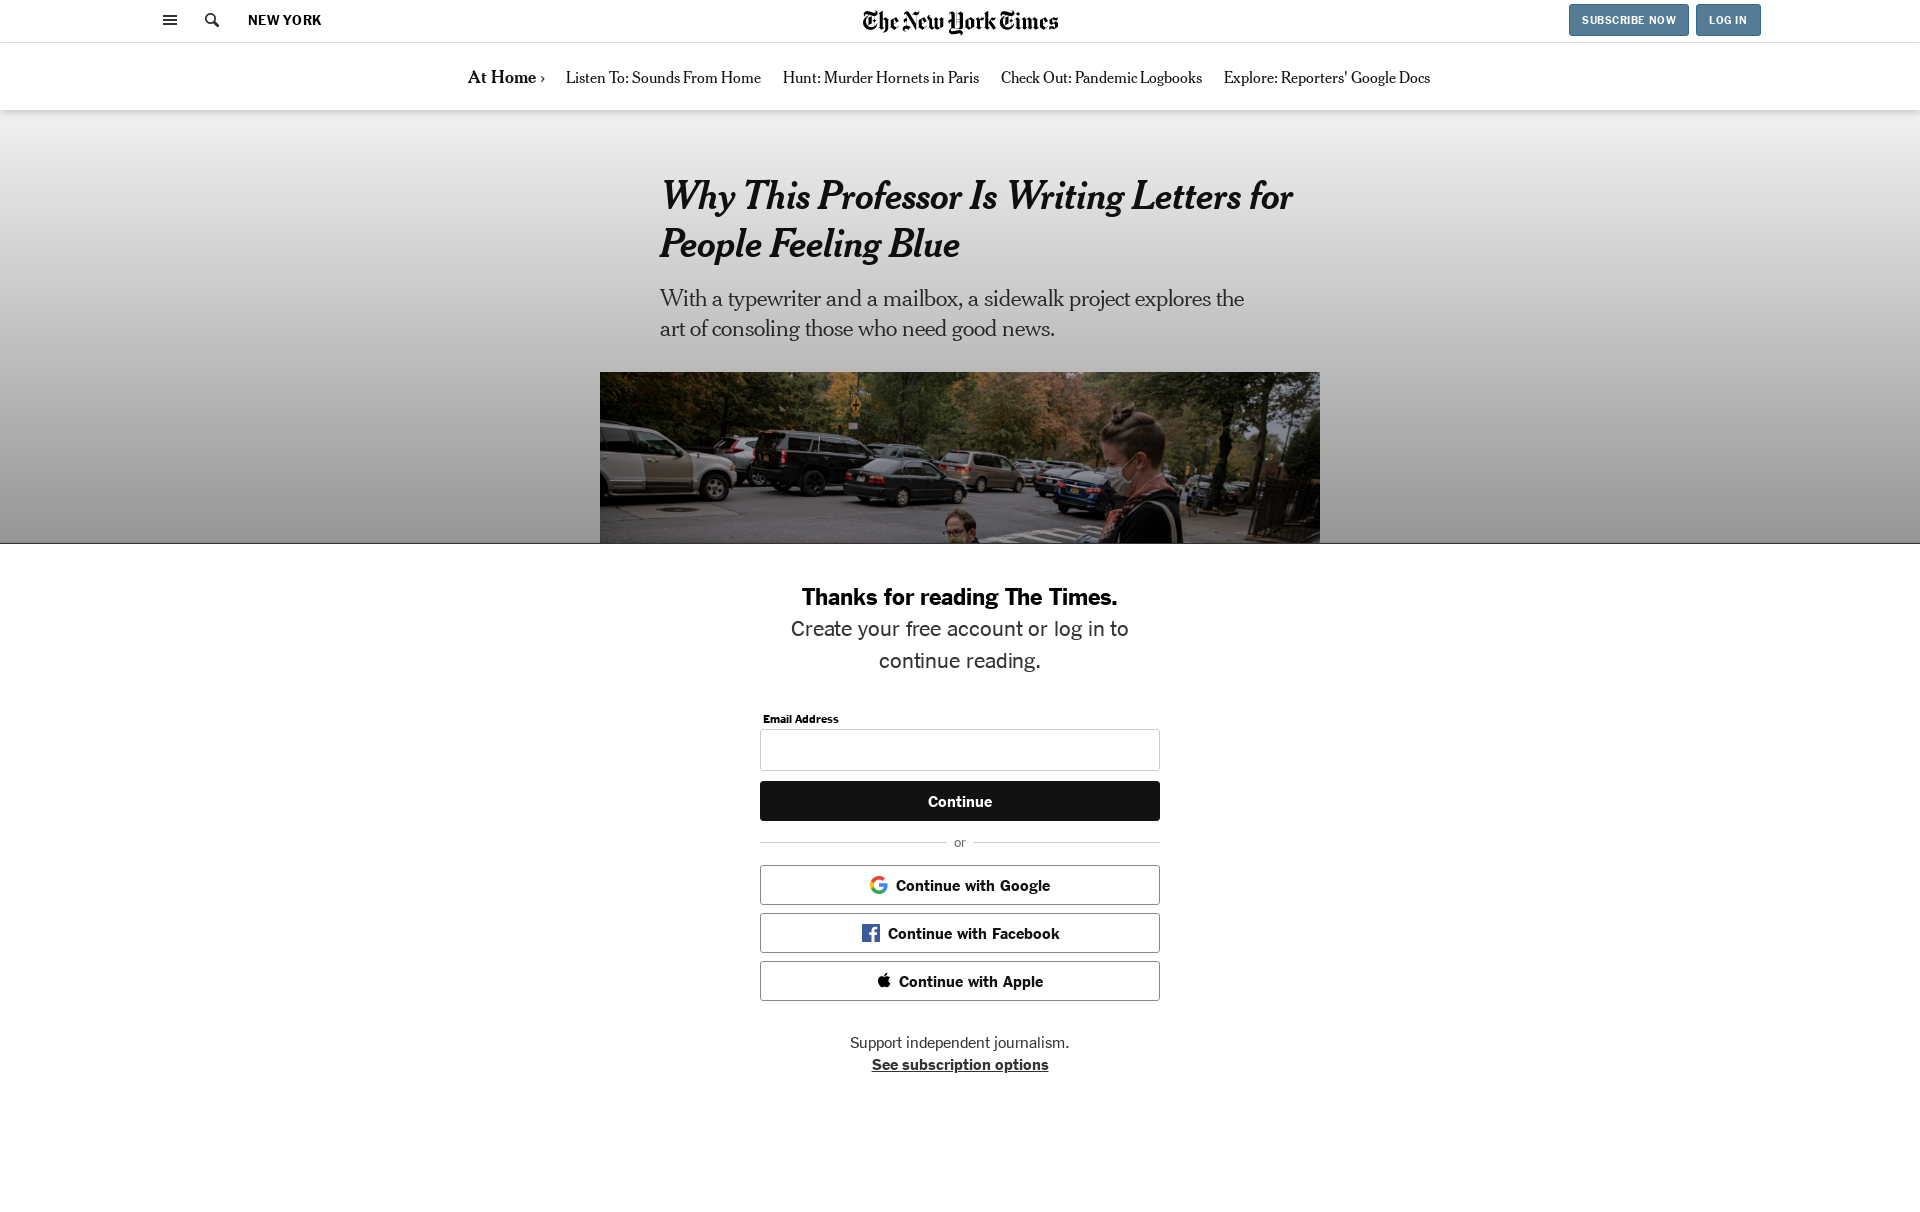 NEW YORK
The New York Times
SUBSCRIBE NOW
LOG IN
At Home ›
Listen To: Sounds From Home
Hunt: Murder Hornets in Paris
Check Out: Pandemic Logbooks
Explore: Reporters' Google Docs
Why This Professor Is Writing Letters for
People Feeling Blue
With a typewriter and a mailbox, a sidewalk project explores the
art of consoling those who need good news.
Thanks for reading The Times.
Create your free account or log in to
continue reading.
Email Address
Continue
or
Continue with Google
Continue with Facebook
Continue with Apple
Support independent journalism.
See subscription options